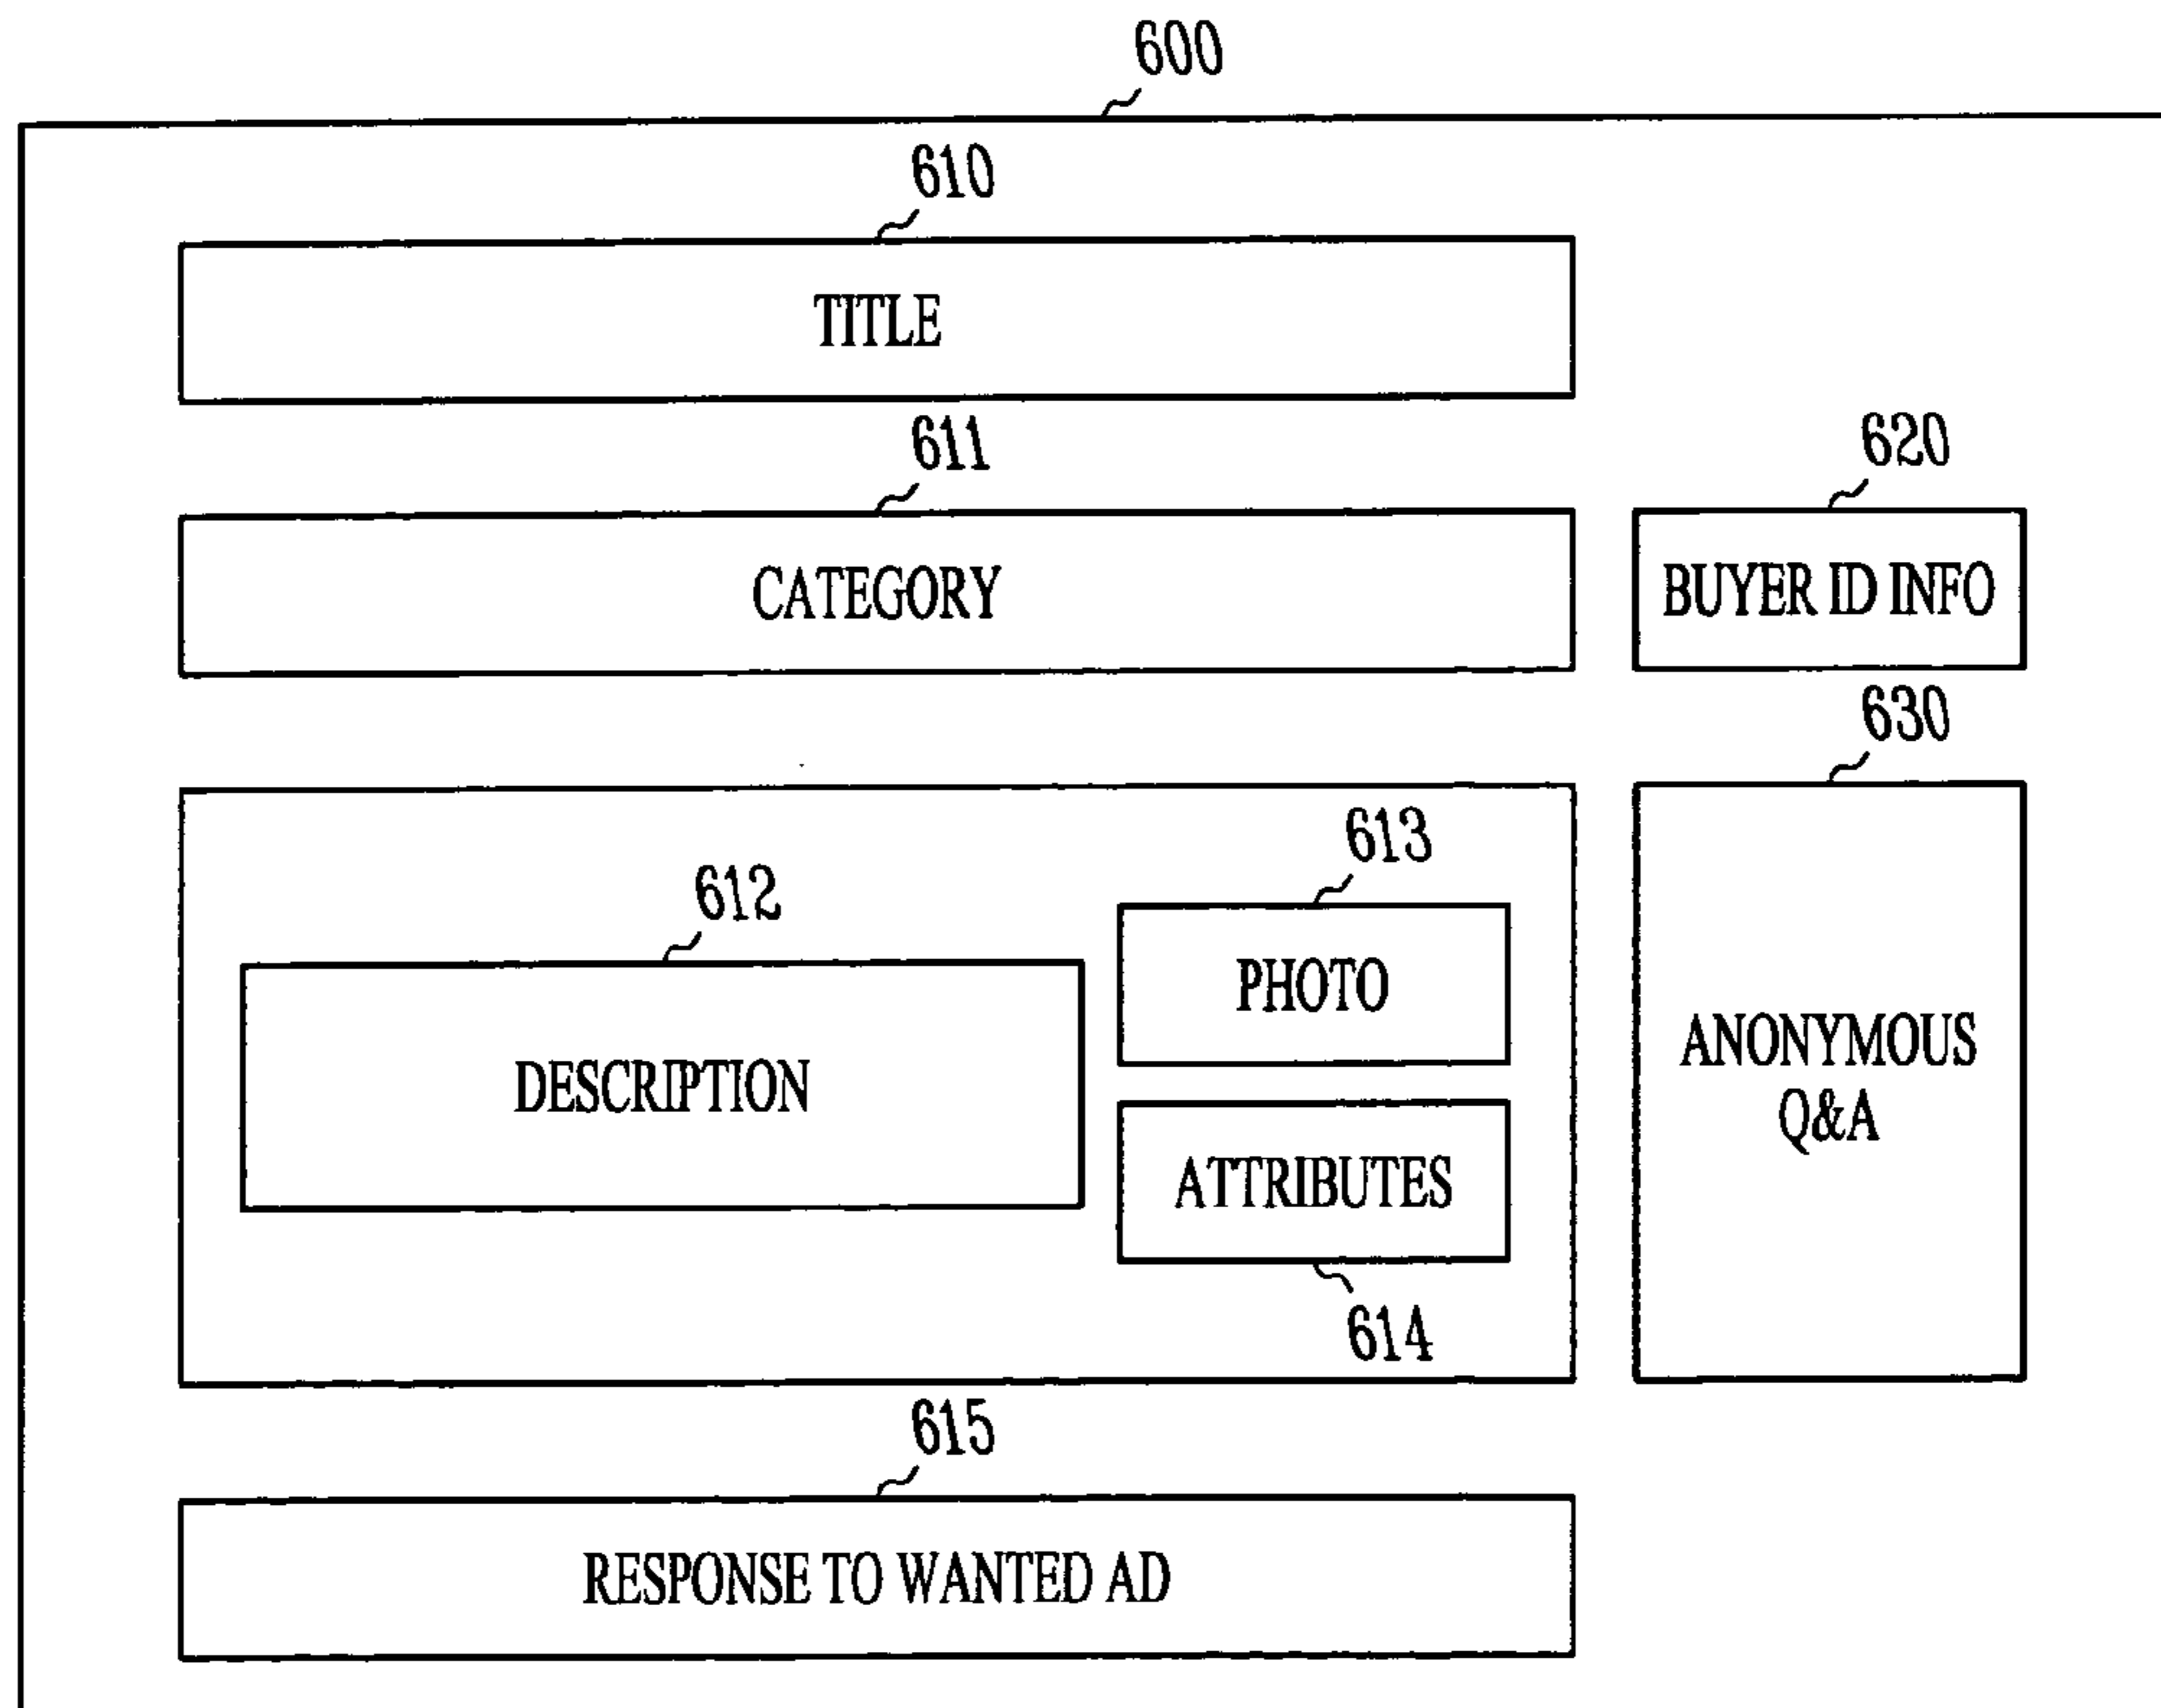 600
610
TITLE
611
CATEGORY
620
BUYER ID INFO
612
DESCRIPTION
613
PHOTO
ATTRIBUTES
614
630
ANONYMOUS
Q&A
615
RESPONSE TO WANTED AD